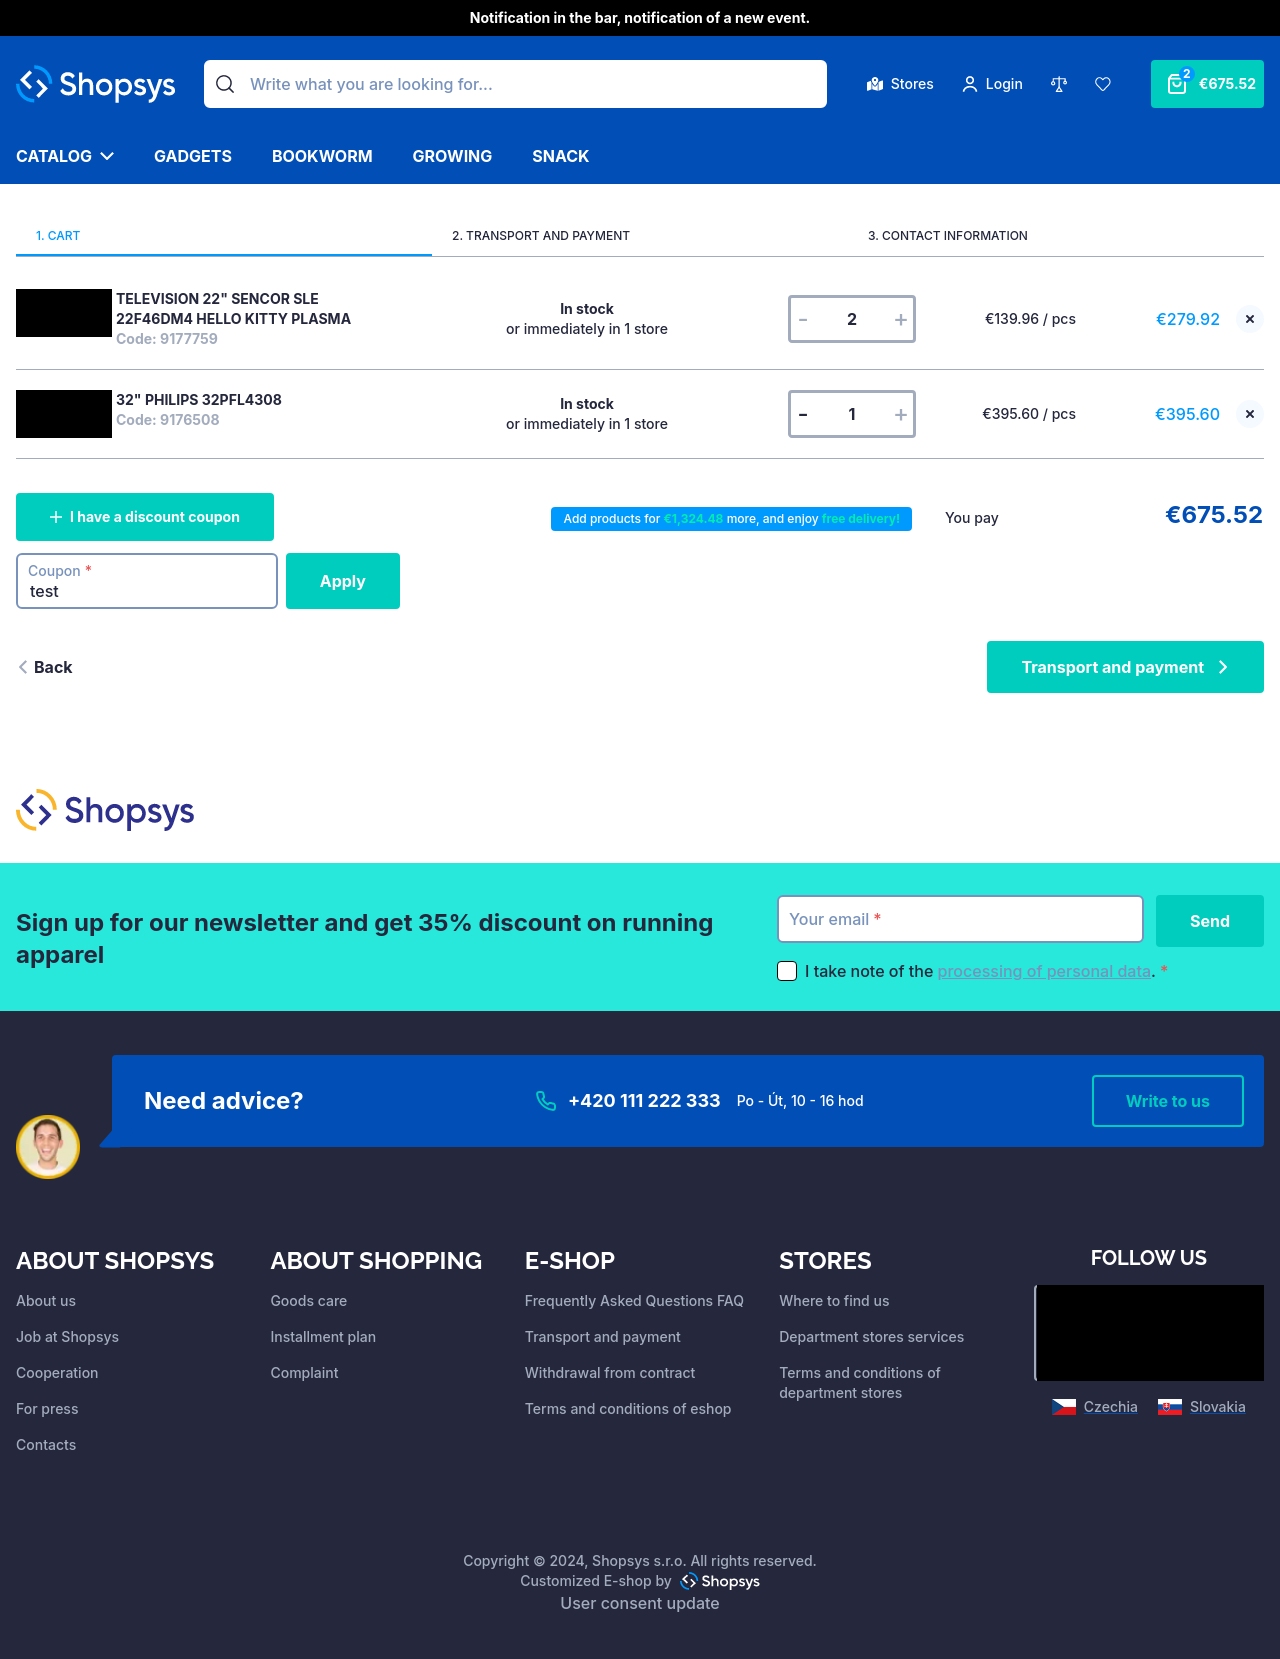 Notification in the bar, notification of a new event.
Shopsys
Write what you are looking for...
Stores
Login
2
€675.52
CATALOG
GADGETS
BOOKWORM
GROWING
SNACK
1. CART
2. TRANSPORT AND PAYMENT
3. CONTACT INFORMATION
TELEVISION 22" SENCOR SLE
22F46DM4 HELLO KITTY PLASMA
Code: 9177759
In stock
or immediately in 1 store
- 2 +
€139.96 / pcs
€279.92
32" PHILIPS 32PFL4308
Code: 9176508
In stock
or immediately in 1 store
- 1 +
€395.60 / pcs
€395.60
I have a discount coupon
Add products for €1,324.48 more, and enjoy free delivery!
You pay
€675.52
Coupon *
test
Apply
Back
Transport and payment
Shopsys
Sign up for our newsletter and get 35% discount on running
apparel
Your email *
Send
I take note of the processing of personal data. *
Need advice?
+420 111 222 333
Po - Út, 10 - 16 hod
Write to us
ABOUT SHOPSYS
About us
Job at Shopsys
Cooperation
For press
Contacts
ABOUT SHOPPING
Goods care
Installment plan
Complaint
E-SHOP
Frequently Asked Questions FAQ
Transport and payment
Withdrawal from contract
Terms and conditions of eshop
STORES
Where to find us
Department stores services
Terms and conditions of
department stores
FOLLOW US
Czechia
Slovakia
Copyright © 2024, Shopsys s.r.o. All rights reserved.
Customized E-shop by Shopsys
User consent update